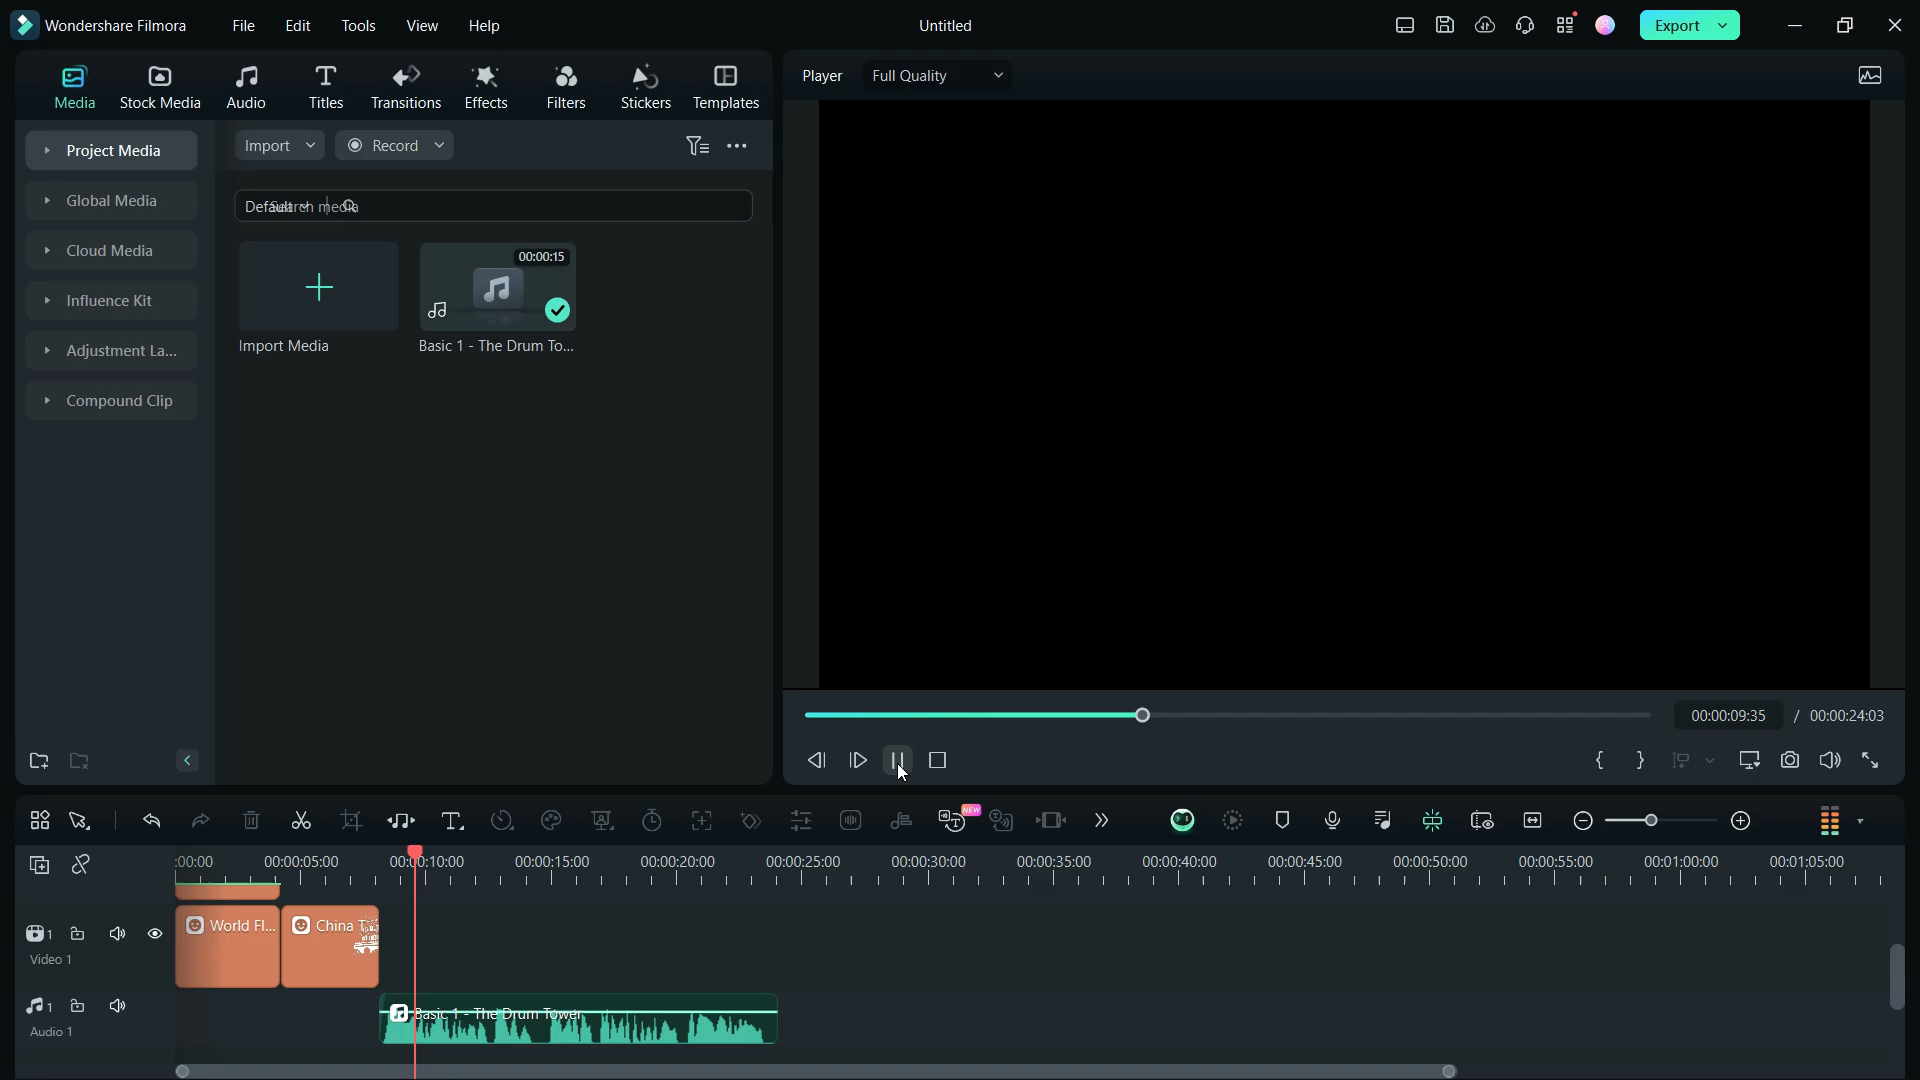 Wondershare Filmora
File
Edit
Tools
View
Help
Untitled
Export
Media
Stock Media
Audio
Titles
Transitions
Effects
Filters
Stickers
Templates
Player
Full Quality
Project Media
Import
Record
Global Media
Default
Search media
Cloud Media
00:00:15
Influence Kit
Import Media
Basic 1 - The Drum To...
Adjustment La...
Compound Clip
00:00:09:35 / 00:00:24:03
NEW
:00:00
00:00:05:00
00:00:10:00
00:00:15:00
00:00:20:00
00:00:25:00
00:00:30:00
00:00:35:00
00:00:40:00
00:00:45:00
00:00:50:00
00:00:55:00
00:01:00:00
00:01:05:00
1
World Fl...
China T
Video 1
1
Basic 1 - The Drum Tower
Audio 1